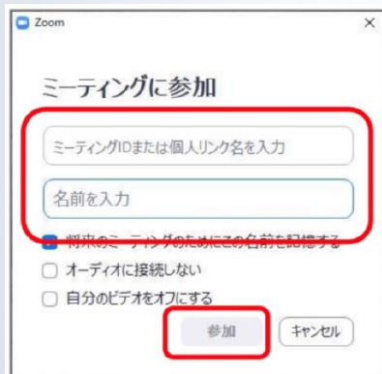 Zoom
ミーティングに参加
ミーティングIDまたは個人リンク名を入力
名前を入力
将来のミーティングのためにこの名前を記憶する
オーディオに接続しない
自分のビデオをオフにする
参加 キャンセル